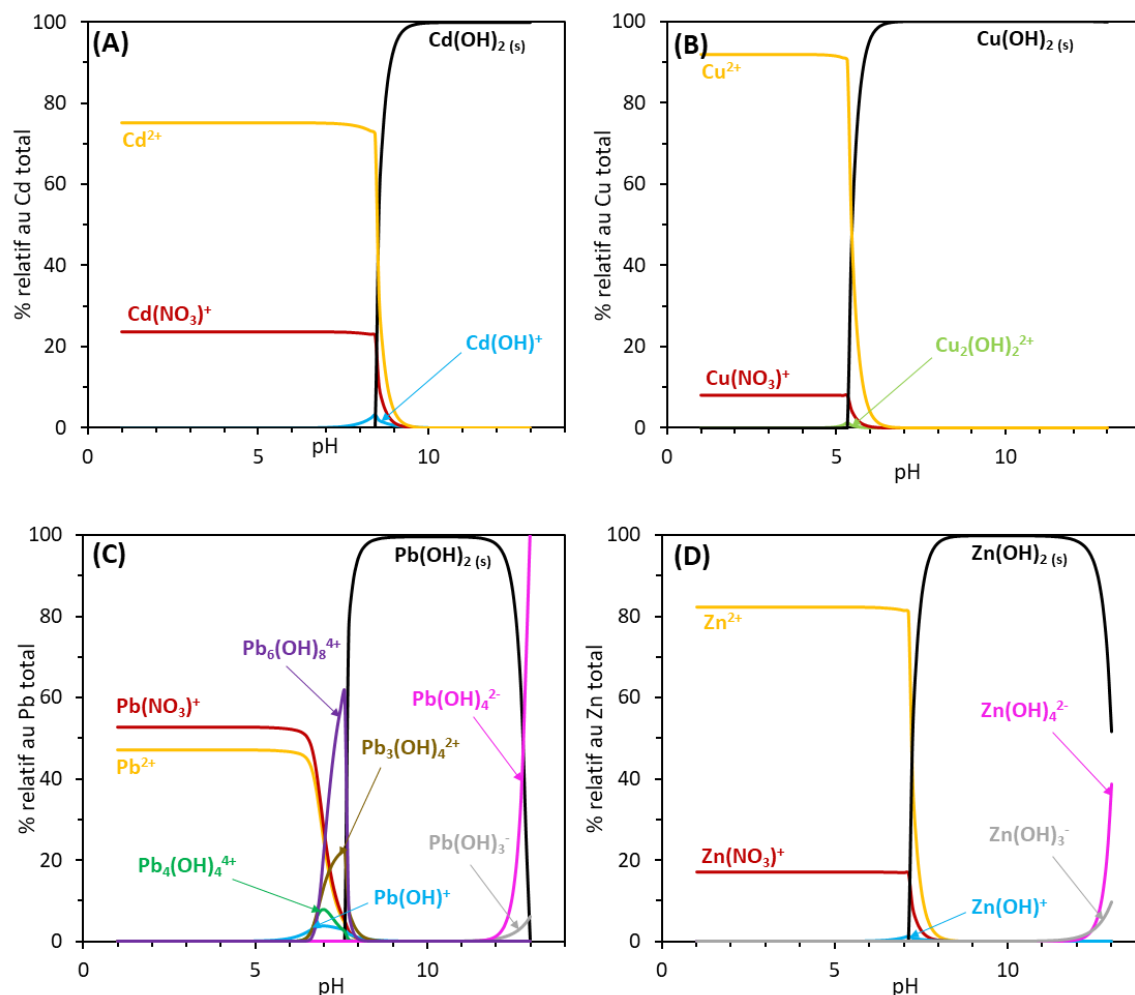 (A)
% relatif au Cd total
100
80
60
40
20
0
Cd(OH)₂ ₍ₛ₎
Cd²⁺
Cd(NO₃)⁺
Cd(OH)⁺
0 5 10
pH
(B)
% relatif au Cu total
100
80
60
40
20
0
Cu(OH)₂ ₍ₛ₎
Cu²⁺
Cu₂(OH)₂²⁺
Cu(NO₃)⁺
0 5 10
pH
(C)
% relatif au Pb total
100
80
60
40
20
0
Pb(OH)₂ ₍ₛ₎
Pb₆(OH)₈⁴⁺
Pb(NO₃)⁺
Pb(OH)₄²⁻
Pb²⁺
Pb₃(OH)₄²⁺
Pb(OH)₃⁻
Pb₄(OH)₄⁴⁺
Pb(OH)⁺
0 5 10
pH
(D)
% relatif au Zn total
100
80
60
40
20
0
Zn(OH)₂ ₍ₛ₎
Zn²⁺
Zn(OH)₄²⁻
Zn(OH)₃⁻
Zn(NO₃)⁺
Zn(OH)⁺
0 5 10
pH